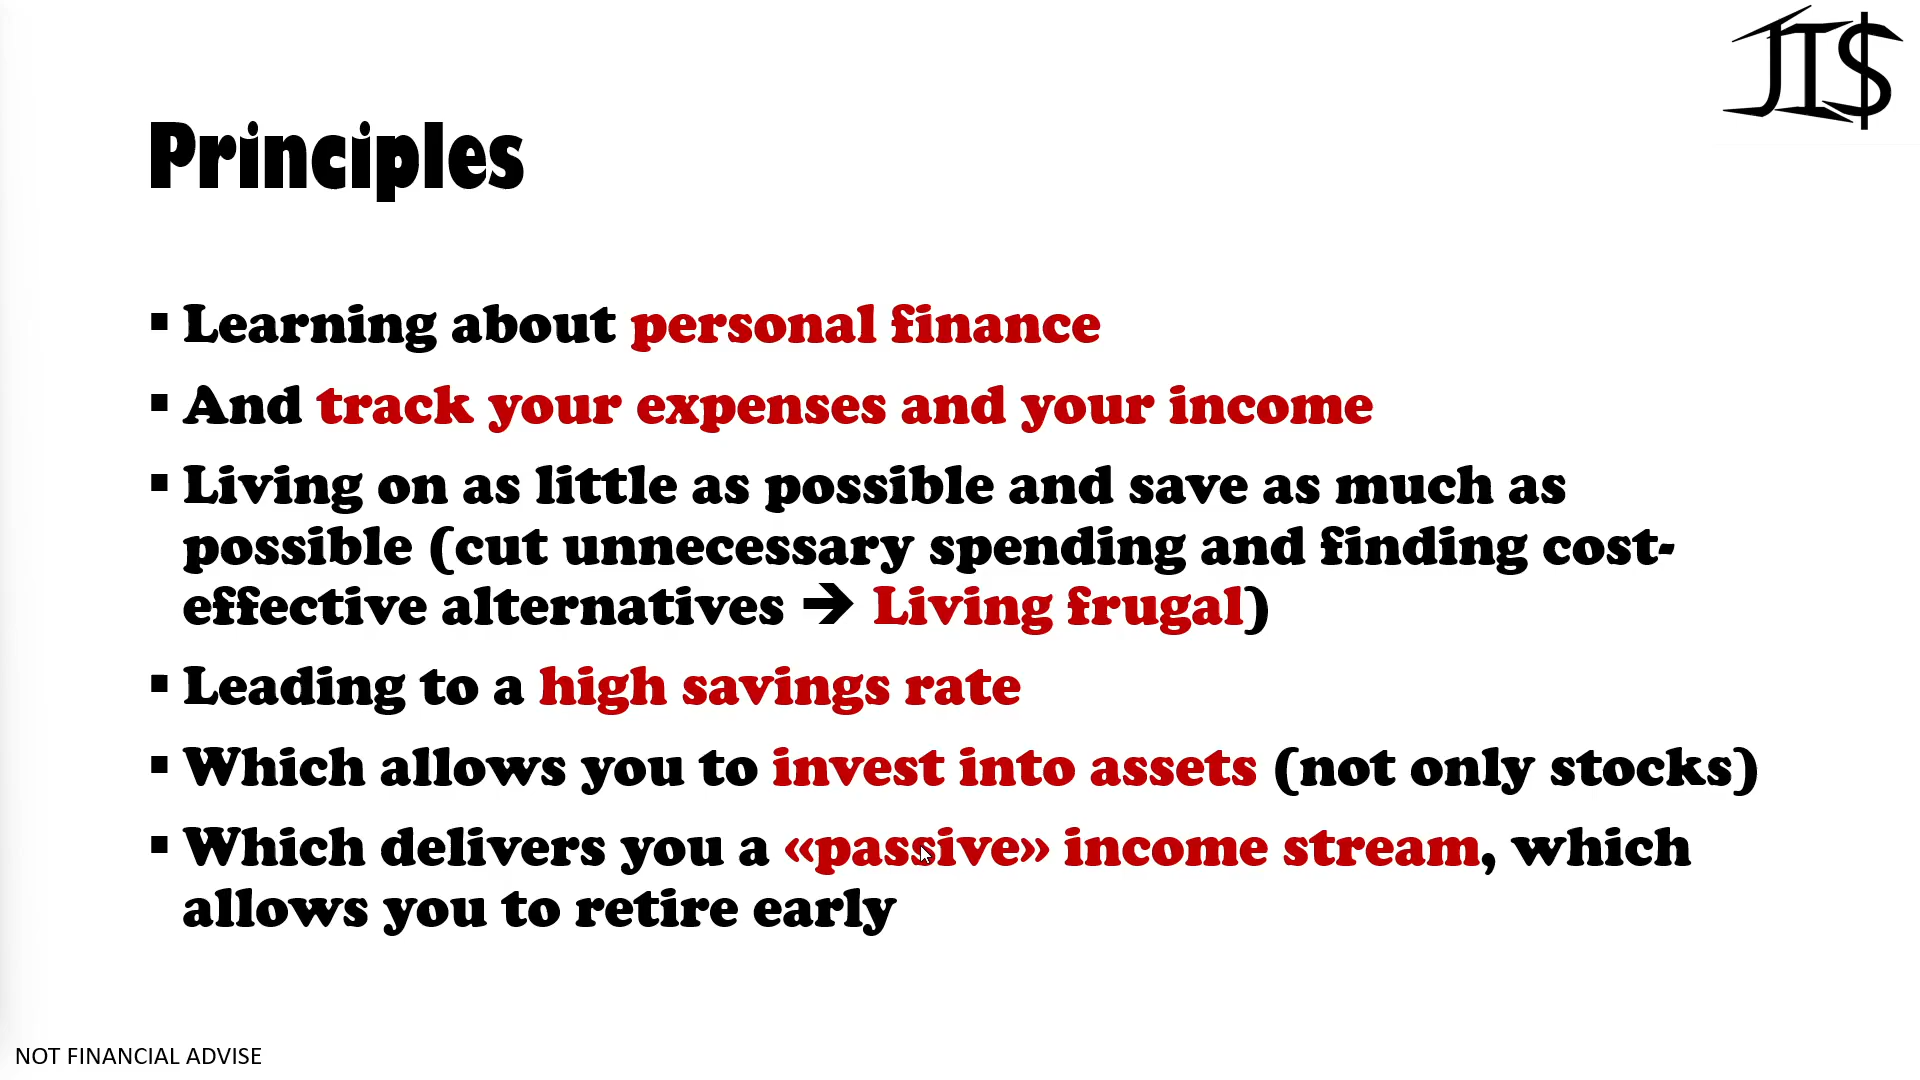 JI$
Principles
▪ Learning about personal finance
▪ And track your expenses and your income
▪ Living on as little as possible and save as much as
possible (cut unnecessary spending and finding cost-
effective alternatives ➔ Living frugal)
▪ Leading to a high savings rate
▪ Which allows you to invest into assets (not only stocks)
▪ Which delivers you a «passive» income stream, which
allows you to retire early
NOT FINANCIAL ADVISE